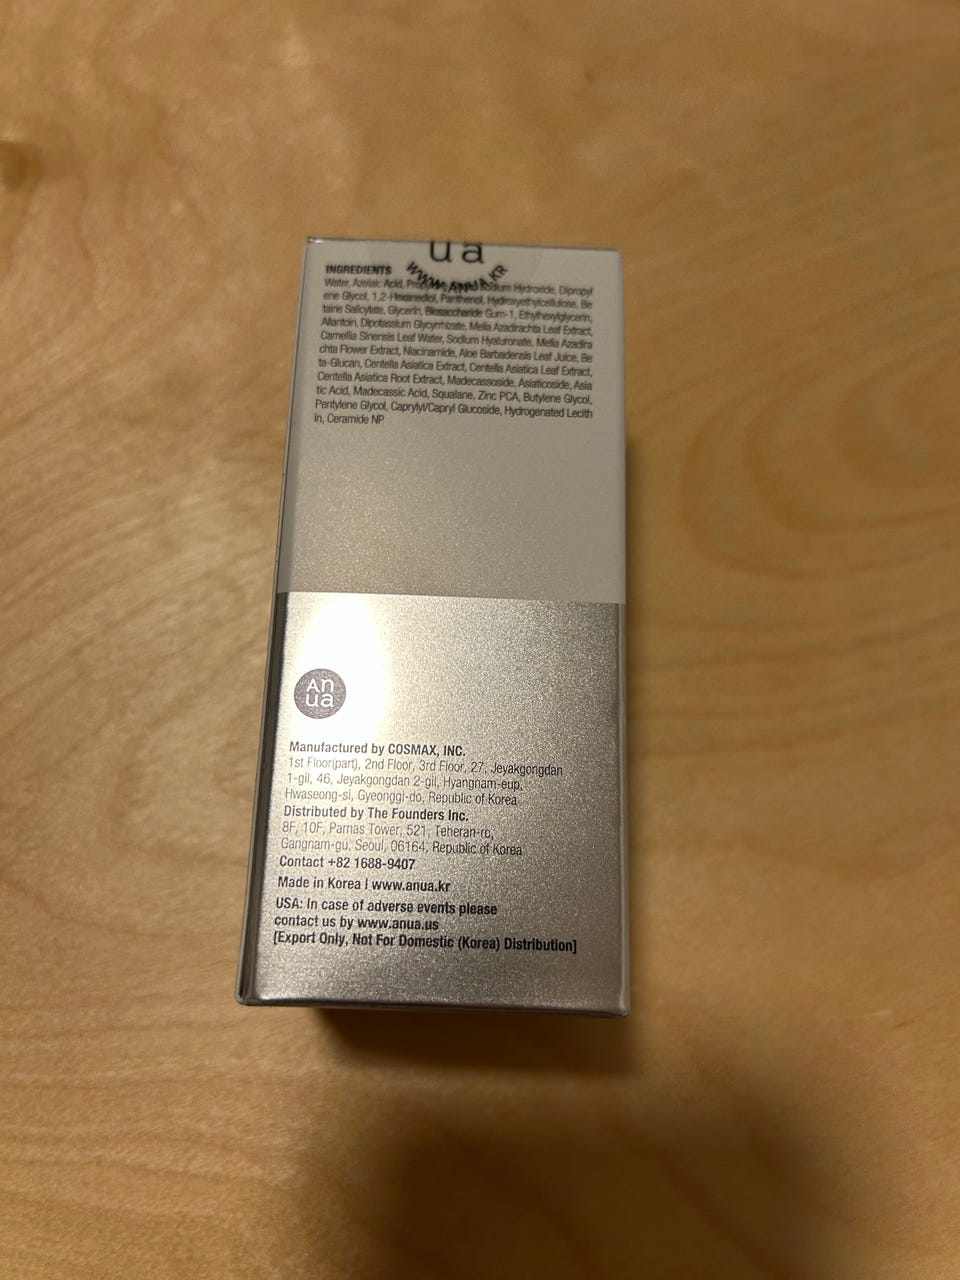 ua
WWW.ANUA.KR
INGREDIENTS
Water, Azelaic Acid, Sodium Hydroxide, Dipropyl
ene Glycol, 1,2-Hexanediol, Panthenol, Hydroxyethylcellulose, Be
taine Salicylate, Glycerin, Biosaccharide Gum-1, Ethylhexylglycerin,
Allantoin, Dipotassium Glycyrrhizate, Melia Azadirachta Leaf Extract,
Camellia Sinensis Leaf Water, Sodium Hyaluronate, Melia Azadira
chta Flower Extract, Niacinamide, Aloe Barbadensis Leaf Juice, Be
ta-Glucan, Centella Asiatica Extract, Centella Asiatica Leaf Extract,
Centella Asiatica Root Extract, Madecassoside, Asiaticoside, Asia
tic Acid, Madecassic Acid, Squalane, Zinc PCA, Butylene Glycol,
Pentylene Glycol, Caprylyl/Capryl Glucoside, Hydrogenated Lecith
in, Ceramide NP
An
ua
Manufactured by COSMAX, INC.
1st Floor(part), 2nd Floor, 3rd Floor, 27, Jeyakgongdan
1-gil, 46, Jeyakgongdan 2-gil, Hyangnam-eup,
Hwaseong-si, Gyeonggi-do, Republic of Korea
Distributed by The Founders Inc.
8F, 10F, Parnas Tower, 521, Teheran-ro,
Gangnam-gu, Seoul, 06164, Republic of Korea
Contact +82 1688-9407
Made in Korea | www.anua.kr
USA: In case of adverse events please
contact us by www.anua.us
[Export Only, Not For Domestic (Korea) Distribution]